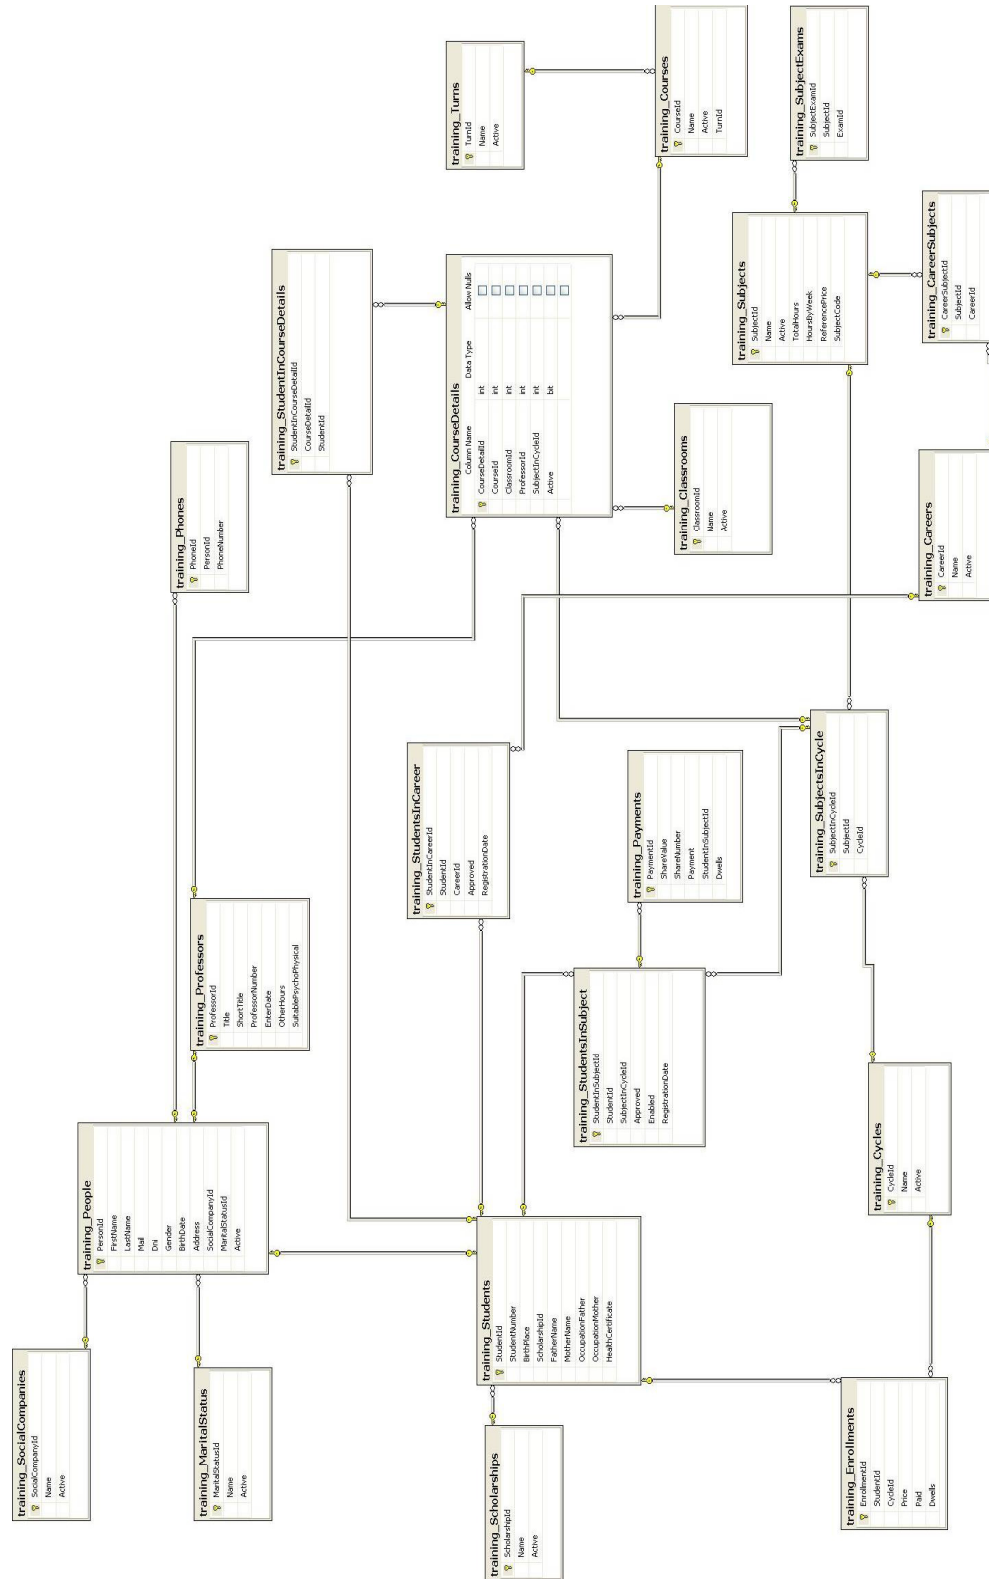 training_SocialCompanies
SocialCompanyId
Name
Active
training_MaritalStatus
MaritalStatusId
Name
Active
training_Scholarships
ScholarshipId
Name
Active
training_People
PersonId
FirstName
LastName
Mail
Dni
Gender
BirthDate
Address
SocialCompanyId
MaritalStatusId
Active
training_Students
StudentId
StudentNumber
BirthPlace
ScholarshipId
FatherName
MotherName
OccupationFather
OccupationMother
HealthCertificate
training_Enrollments
EnrollmentId
StudentId
CycleId
Price
Paid
Dwells
training_Professors
ProfessorId
Title
ShortTitle
ProfessorNumber
EnterDate
OtherHours
SuitablePsychoPhysical
training_StudentsInSubject
StudentInSubjectId
StudentId
SubjectInCycleId
Approved
Enabled
RegistrationDate
training_Cycles
CycleId
Name
Active
training_StudentsInCareer
StudentInCareerId
StudentId
CareerId
Approved
RegistrationDate
training_Payments
PaymentId
ShareValue
ShareNumber
Payment
StudentInSubjectId
Dwells
training_SubjectsInCycle
SubjectInCycleId
SubjectId
CycleId
training_Phones
PhoneId
PersonId
PhoneNumber
training_StudentInCourseDetails
StudentInCourseDetailId
CourseDetailId
StudentId
training_CourseDetails
Column Name Data Type Allow Nulls
CourseDetailId int
CourseId int
ClassroomId int
ProfessorId int
SubjectInCycleId int
Active bit
training_Classrooms
ClassroomId
Name
Active
training_Careers
CareerId
Name
Active
training_Turns
TurnId
Name
Active
training_Courses
CourseId
Name
Active
TurnId
training_Subjects
SubjectId
Name
Active
TotalHours
HoursByWeek
ReferencePrice
SubjectCode
training_SubjectExams
SubjectExamId
SubjectId
ExamId
training_CareerSubjects
CareerSubjectId
SubjectId
CareerId